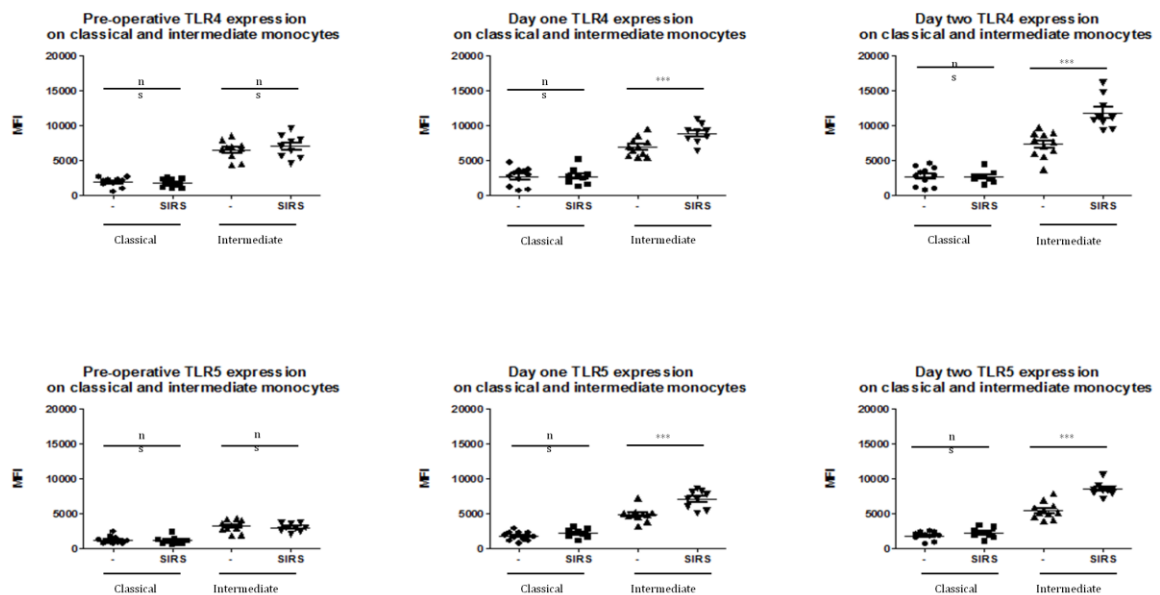 Pre-operative TLR4 expression
on classical and intermediate monocytes
MFI
20000
15000
10000
5000
0
n
s
n
s
-
SIRS
-
SIRS
Classical
Intermediate
Day one TLR4 expression
on classical and intermediate monocytes
MFI
20000
15000
10000
5000
0
n
s
***
-
SIRS
-
SIRS
Classical
Intermediate
Day two TLR4 expression
on classical and intermediate monocytes
MFI
20000
15000
10000
5000
0
n
s
***
-
SIRS
-
SIRS
Classical
Intermediate
Pre-operative TLR5 expression
on classical and intermediate monocytes
MFI
20000
15000
10000
5000
0
n
s
n
s
-
SIRS
-
SIRS
Classical
Intermediate
Day one TLR5 expression
on classical and intermediate monocytes
MFI
20000
15000
10000
5000
0
n
s
***
-
SIRS
-
SIRS
Classical
Intermediate
Day two TLR5 expression
on classical and intermediate monocytes
MFI
20000
15000
10000
5000
0
n
s
***
-
SIRS
-
SIRS
Classical
Intermediate